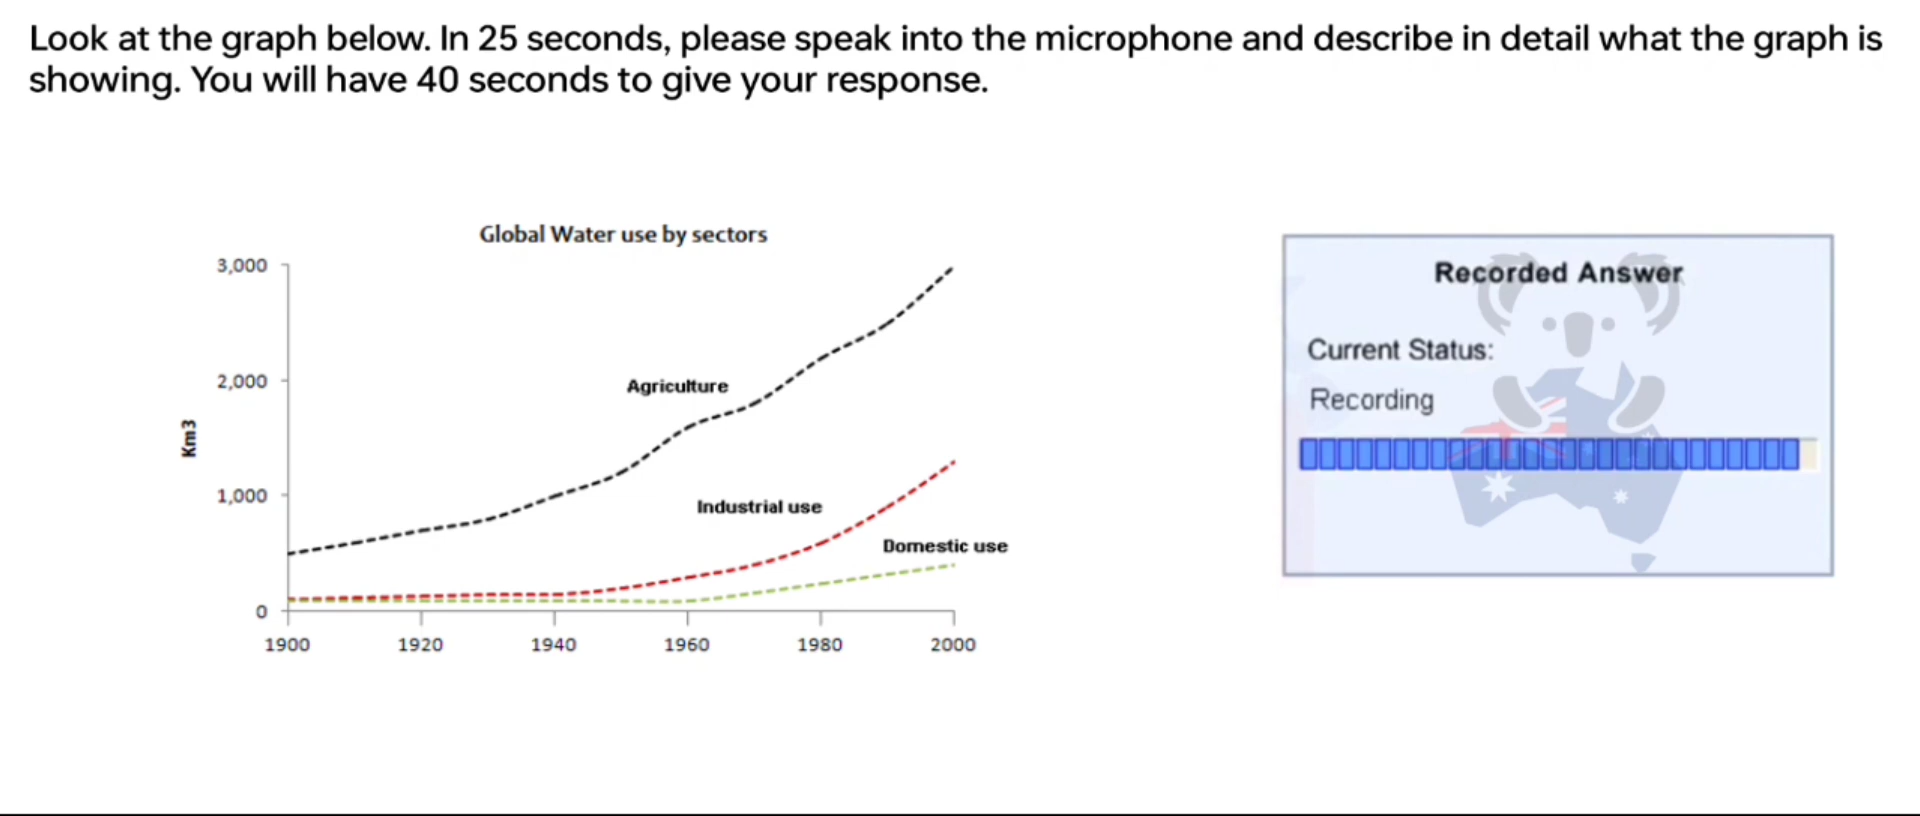 Look at the graph below. In 25 seconds, please speak into the microphone and describe in detail what the graph is
showing. You will have 40 seconds to give your response.
Global Water use by sectors
3,000
2,000
1,000
0
Km3
Agriculture
Industrial use
Domestic use
1900 1920 1940 1960 1980 2000
Recorded Answer
Current Status:
Recording